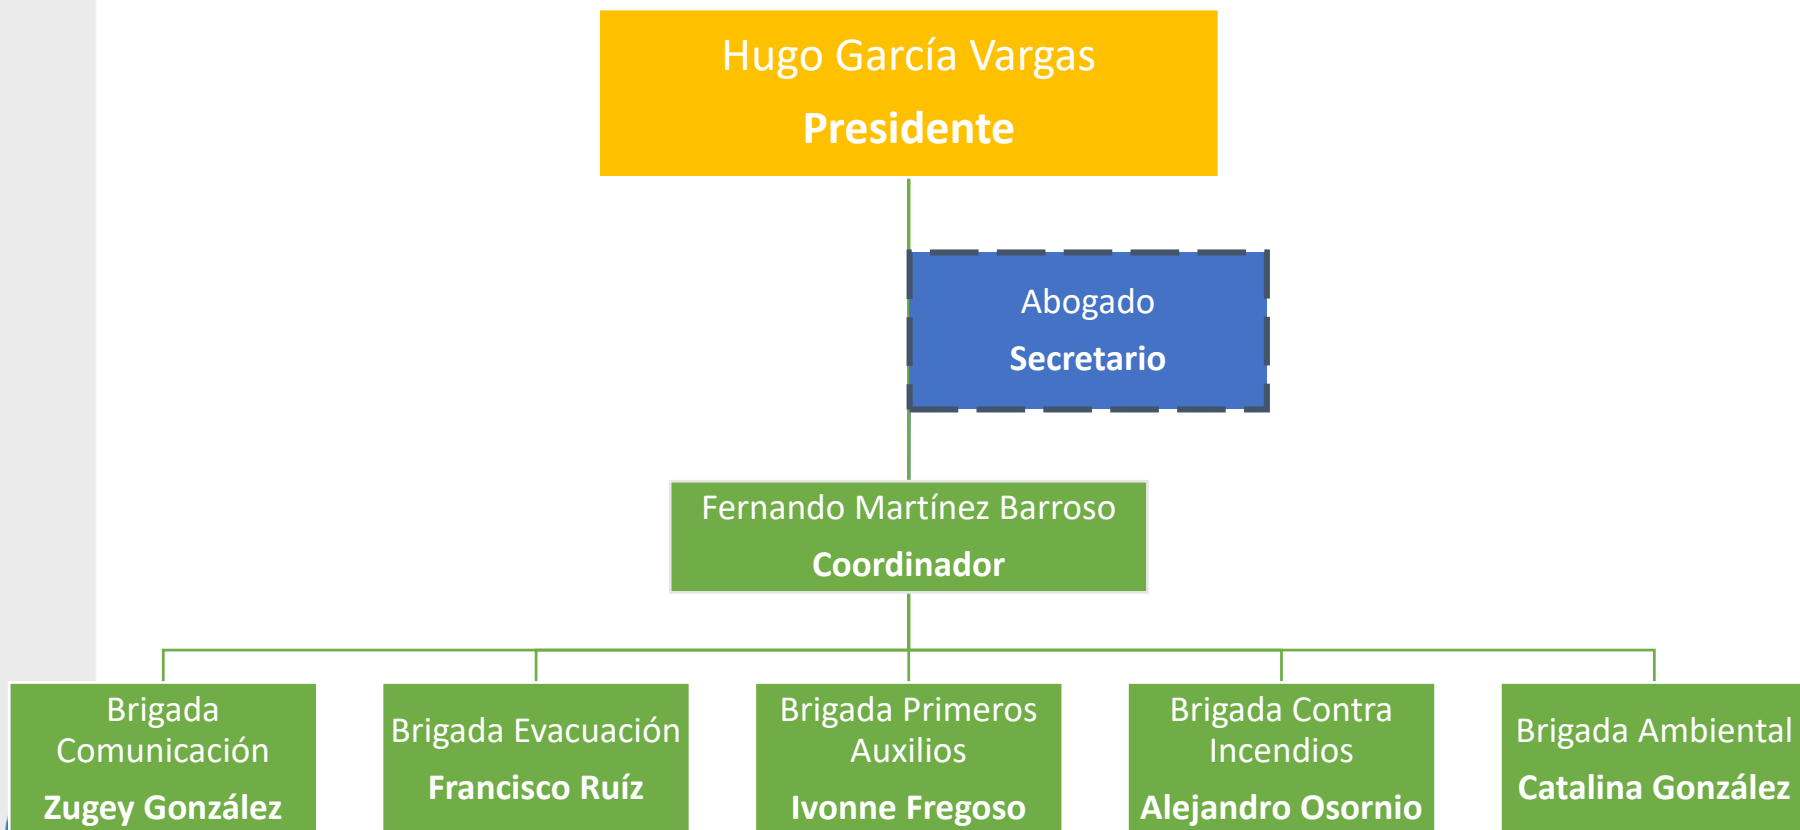 Hugo García Vargas
Presidente
Abogado
Secretario
Fernando Martínez Barroso
Coordinador
Brigada
Comunicación
Zugey González
Brigada Evacuación
Francisco Ruíz
Brigada Primeros
Auxilios
Ivonne Fregoso
Brigada Contra
Incendios
Alejandro Osornio
Brigada Ambiental
Catalina González